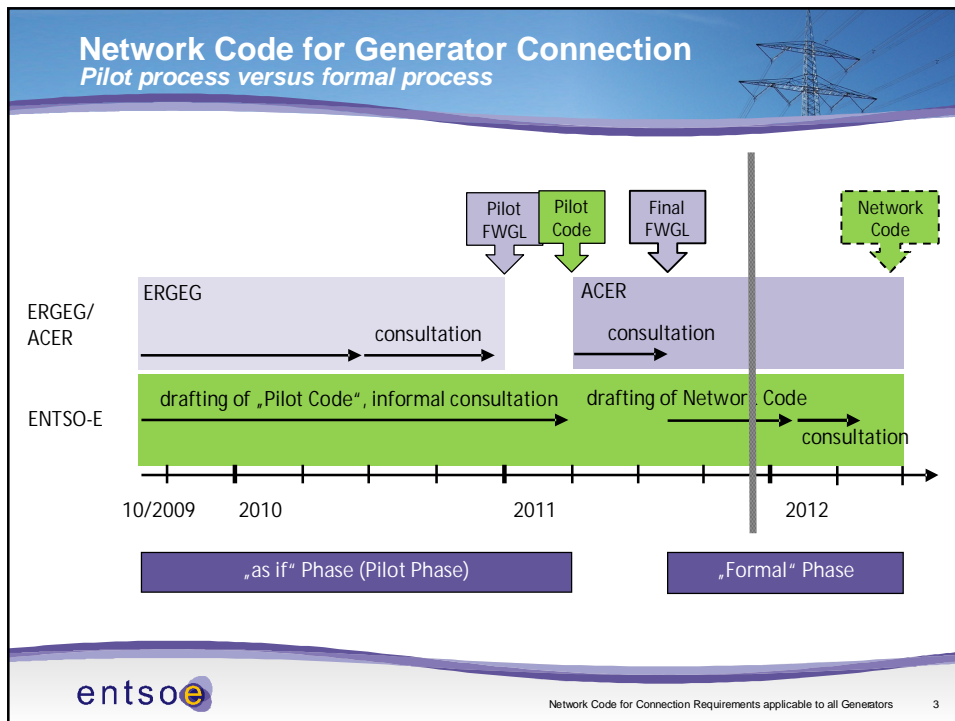 Network Code for Generator Connection
Pilot process versus formal process
Pilot
FWGL
Pilot
Code
Final
FWGL
Network
Code
ERGEG/
ACER
ERGEG
consultation
ACER
consultation
ENTSO-E
drafting of „Pilot Code“, informal consultation
drafting of Network Code
consultation
10/2009 2010 2011 2012
„as if“ Phase (Pilot Phase)
„Formal“ Phase
entsoe
Network Code for Connection Requirements applicable to all Generators 3